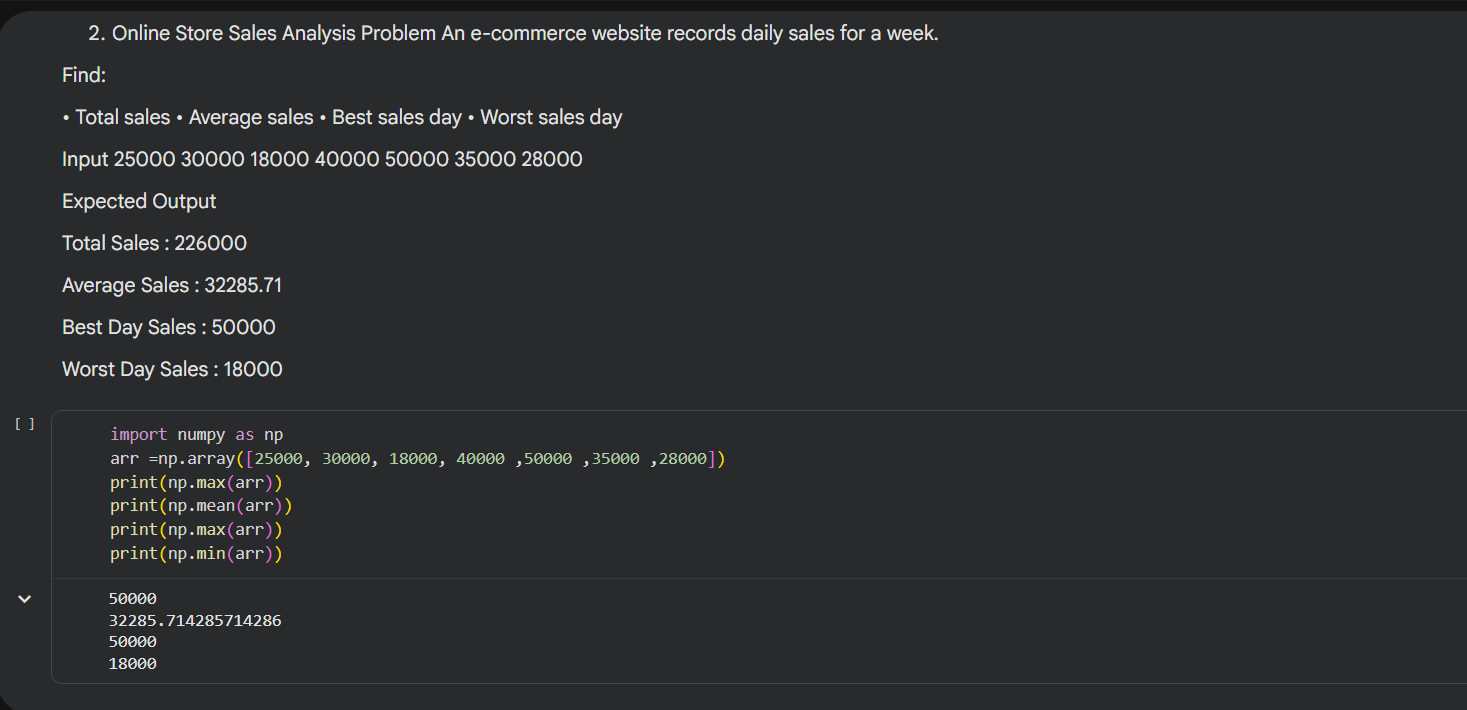 2. Online Store Sales Analysis Problem An e-commerce website records daily sales for a week.
Find:
• Total sales • Average sales • Best sales day • Worst sales day
Input 25000 30000 18000 40000 50000 35000 28000
Expected Output
Total Sales : 226000
Average Sales : 32285.71
Best Day Sales : 50000
Worst Day Sales : 18000
[ ]
import numpy as np
arr =np.array([25000, 30000, 18000, 40000 ,50000 ,35000 ,28000])
print(np.max(arr))
print(np.mean(arr))
print(np.max(arr))
print(np.min(arr))
50000
32285.714285714286
50000
18000